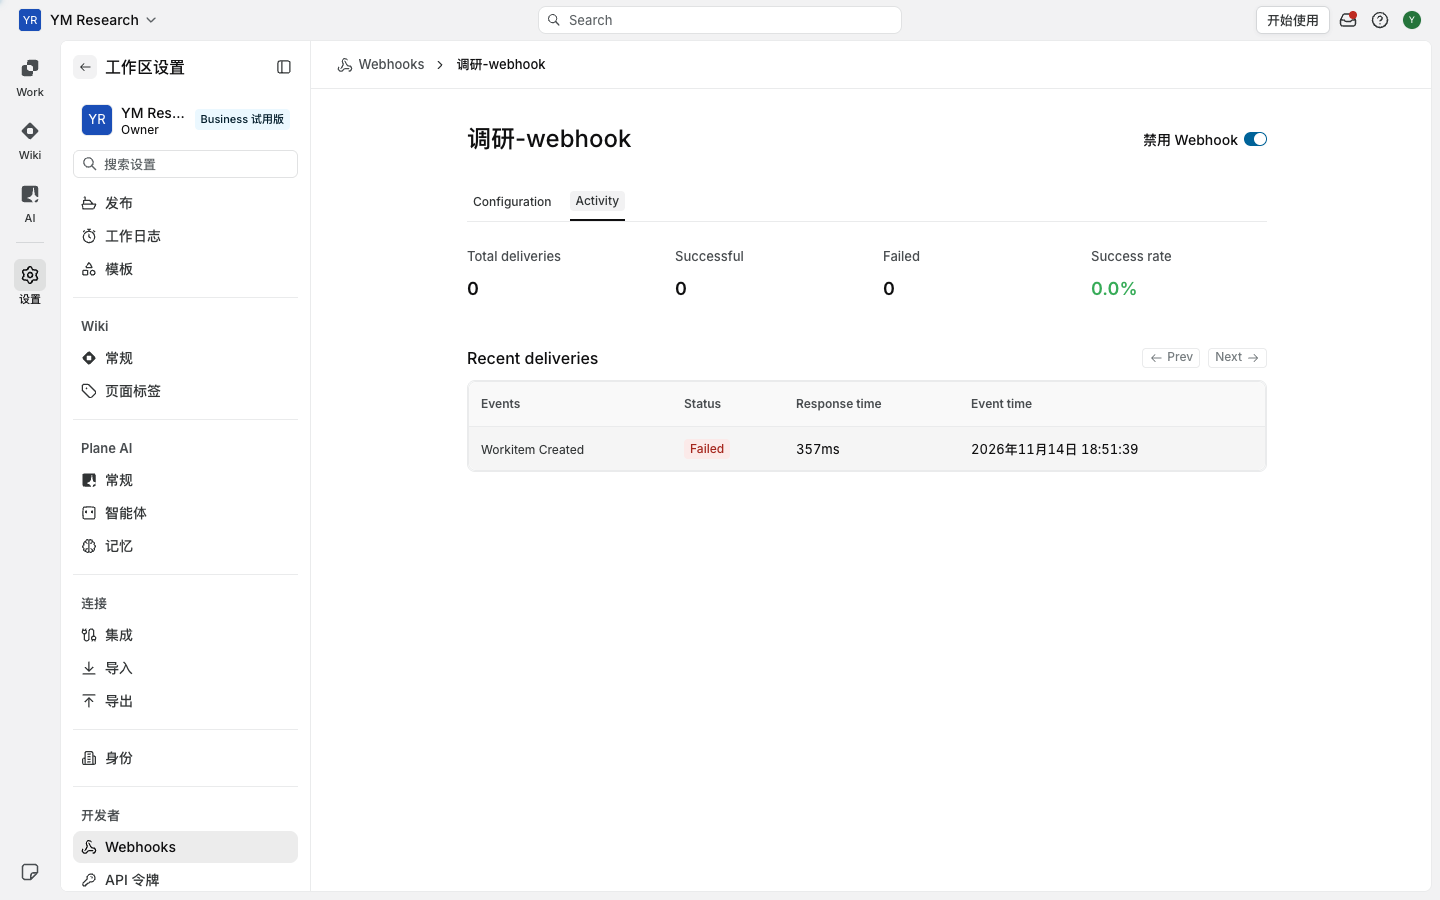 YR YM Research
Search
开始使用
Y
Work
Wiki
AI
设置
工作区设置
YR YM Res... Business 试用版
Owner
搜索设置
发布
工作日志
模板
Wiki
常规
页面标签
Plane AI
常规
智能体
记忆
连接
集成
导入
导出
身份
开发者
Webhooks
API 令牌
Webhooks 调研-webhook
调研-webhook
禁用 Webhook
Configuration Activity
Total deliveries Successful Failed Success rate
0 0 0 0.0%
Recent deliveries
Prev Next
Events Status Response time Event time
Workitem Created Failed 357ms 2026年11月14日 18:51:39